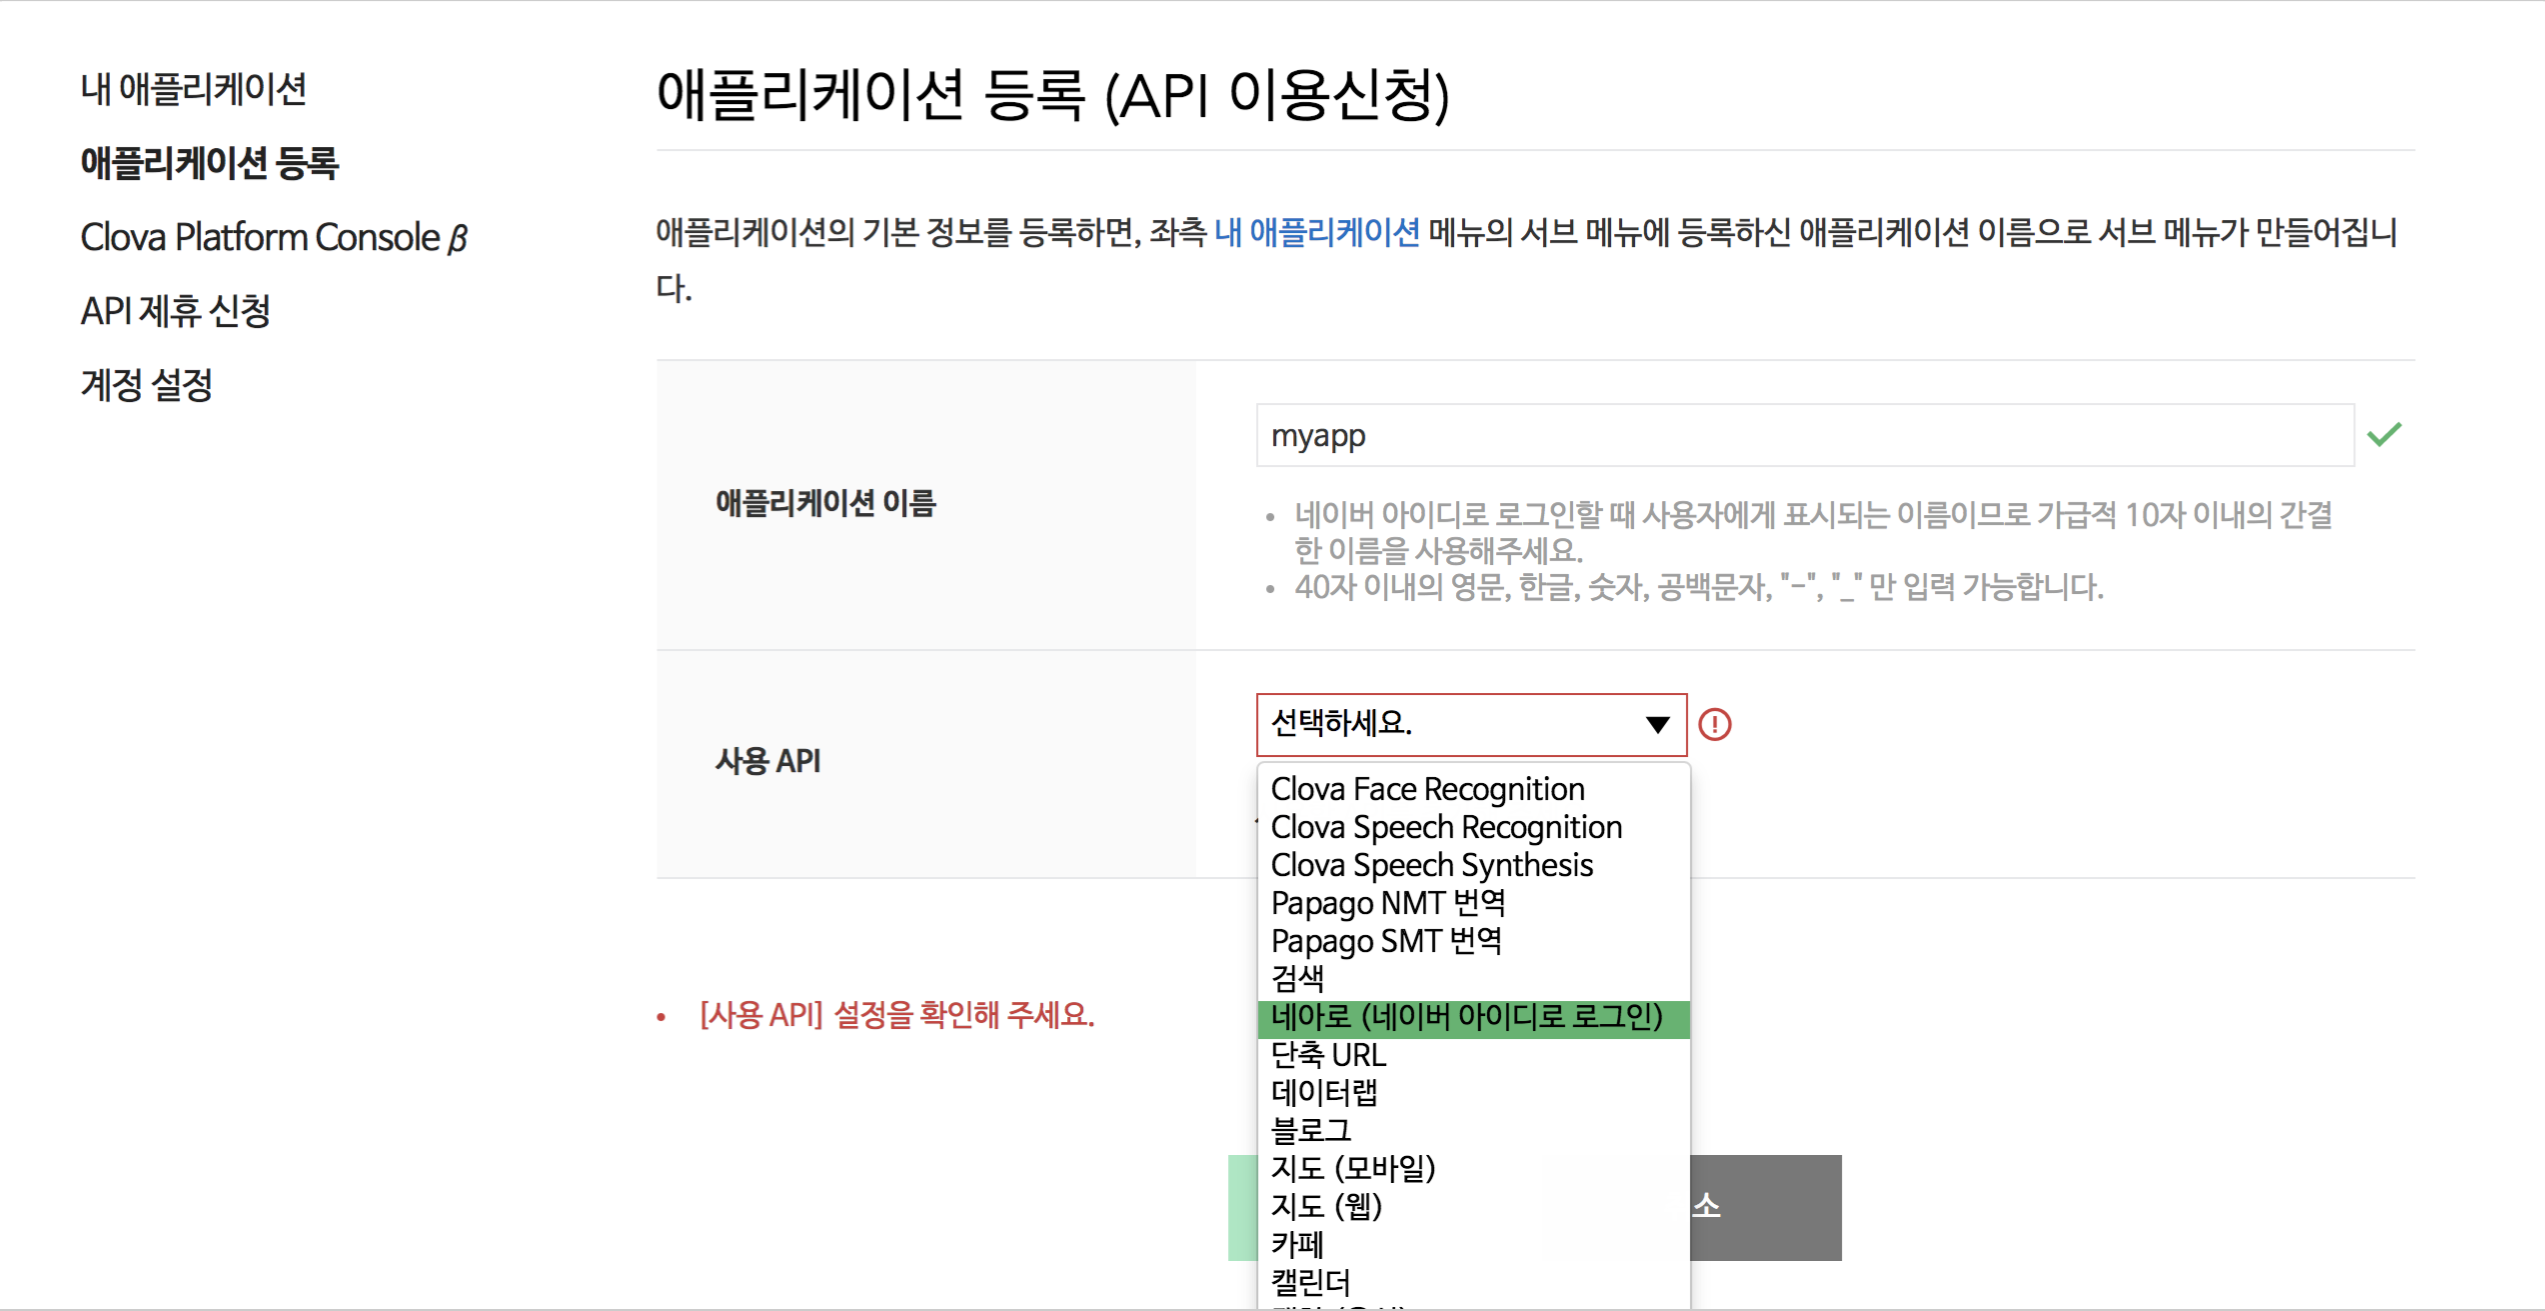 내 애플리케이션
애플리케이션 등록
Clova Platform Console β
API 제휴 신청
계정 설정
애플리케이션 등록 (API 이용신청)
애플리케이션의 기본 정보를 등록하면, 좌측 내 애플리케이션 메뉴의 서브 메뉴에 등록하신 애플리케이션 이름으로 서브 메뉴가 만들어집니
다.
애플리케이션 이름
myapp
• 네이버 아이디로 로그인할 때 사용자에게 표시되는 이름이므로 가급적 10자 이내의 간결
한 이름을 사용해주세요.
• 40자 이내의 영문, 한글, 숫자, 공백문자, "-", "_" 만 입력 가능합니다.
사용 API
선택하세요.
Clova Face Recognition
Clova Speech Recognition
Clova Speech Synthesis
Papago NMT 번역
Papago SMT 번역
검색
네아로 (네이버 아이디로 로그인)
단축 URL
데이터랩
블로그
지도 (모바일)
지도 (웹)
카페
캘린더
• [사용 API] 설정을 확인해 주세요.
소